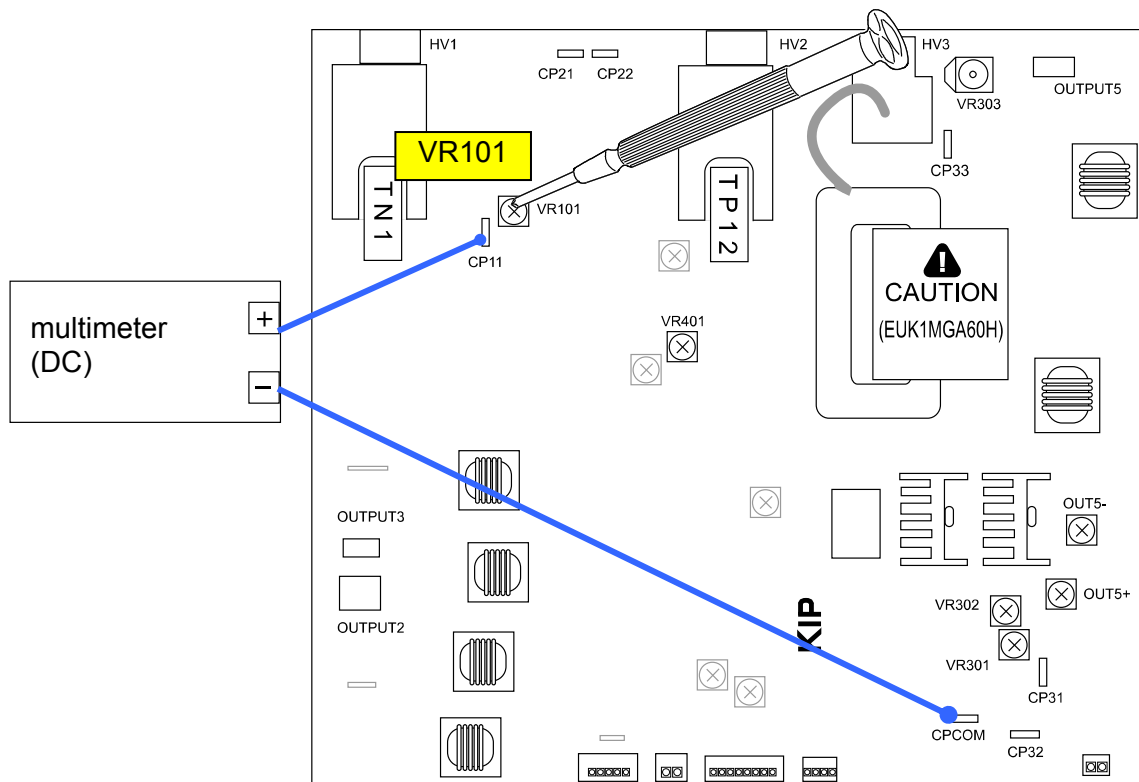 HV1
HV2
HV3
CP21
CP22
VR303
OUTPUT5
VR101
CP33
TN1
TP12
VR101
CP11
CAUTION
(EUK1MGA60H)
multimeter
(DC)
+
−
VR401
OUTPUT3
OUT5-
OUTPUT2
OUT5+
VR302
KIP
VR301
CP31
CPCOM
CP32